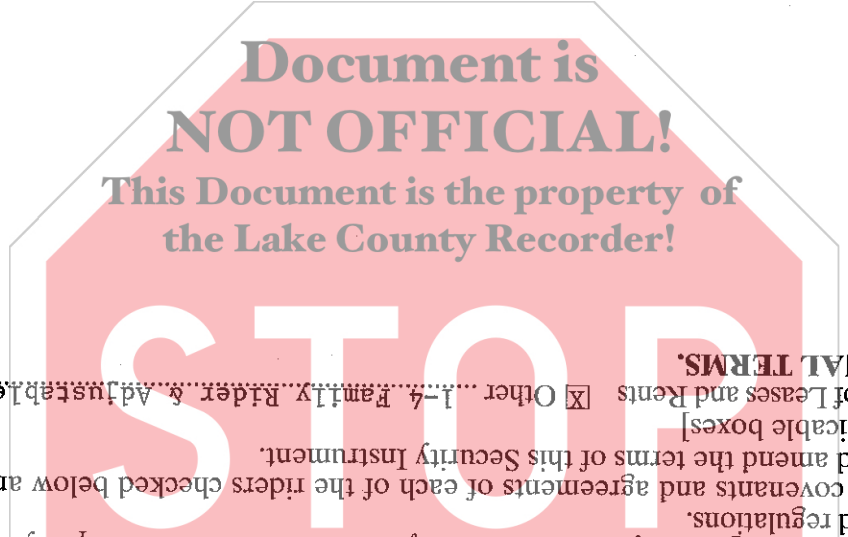 Document is
NOT OFFICIAL!
This Document is the property of
the Lake County Recorder!
STOP
regulations.
covenants and agreements of each of the riders checked below
amend the terms of this Security Instrument.
icable boxes]
of Leases and Rents [X] Other ....1-4 Family Rider & Adjustable
AL TERMS.